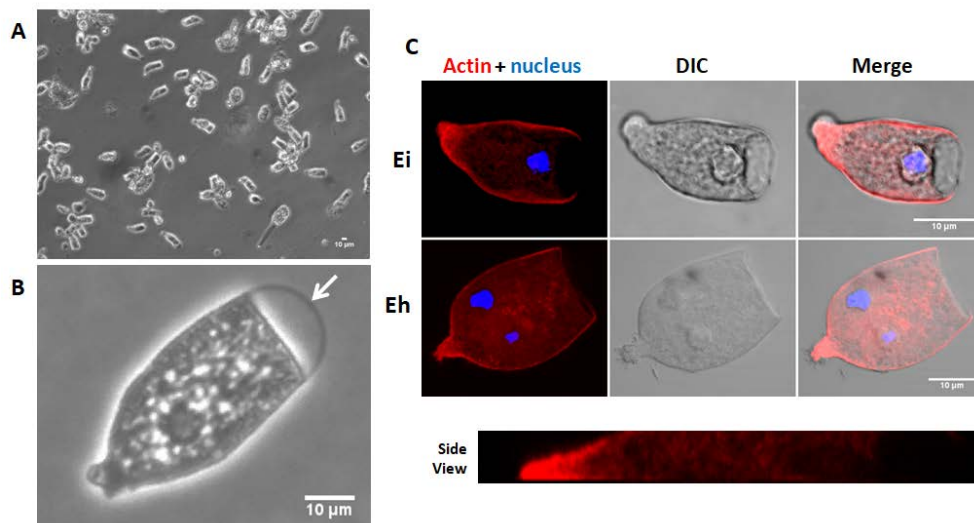 A
10 µm
B
10 µm
C
Actin + nucleus
DIC
Merge
Ei
10 µm
Eh
10 µm
Side
View